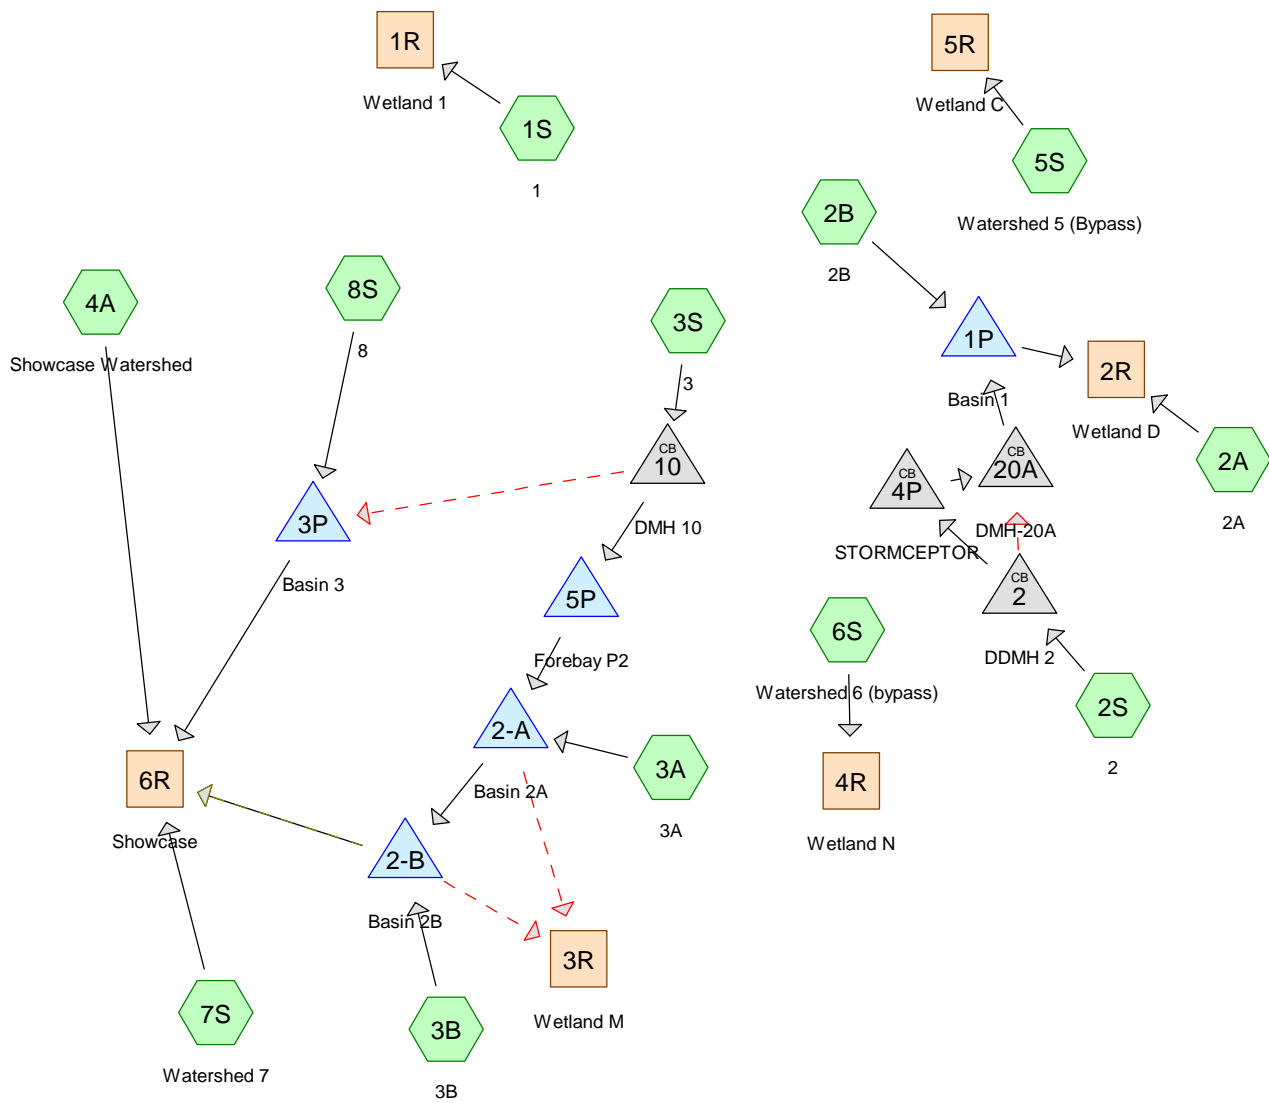 1R
Wetland 1
1S
1
5R
Wetland C
5S
Watershed 5 (Bypass)
2B
2B
4A
Showcase Watershed
8S
8
3S
3
1P
Basin 1
2R
Wetland D
2A
2A
CB
10
DMH 10
CB
4P
STORMCEPTOR
CB
20A
DMH-20A
3P
Basin 3
5P
Forebay P2
CB
2
DDMH 2
6S
Watershed 6 (bypass)
2S
2
2-A
Basin 2A
3A
3A
6R
Showcase
4R
Wetland N
2-B
Basin 2B
3R
Wetland M
7S
Watershed 7
3B
3B